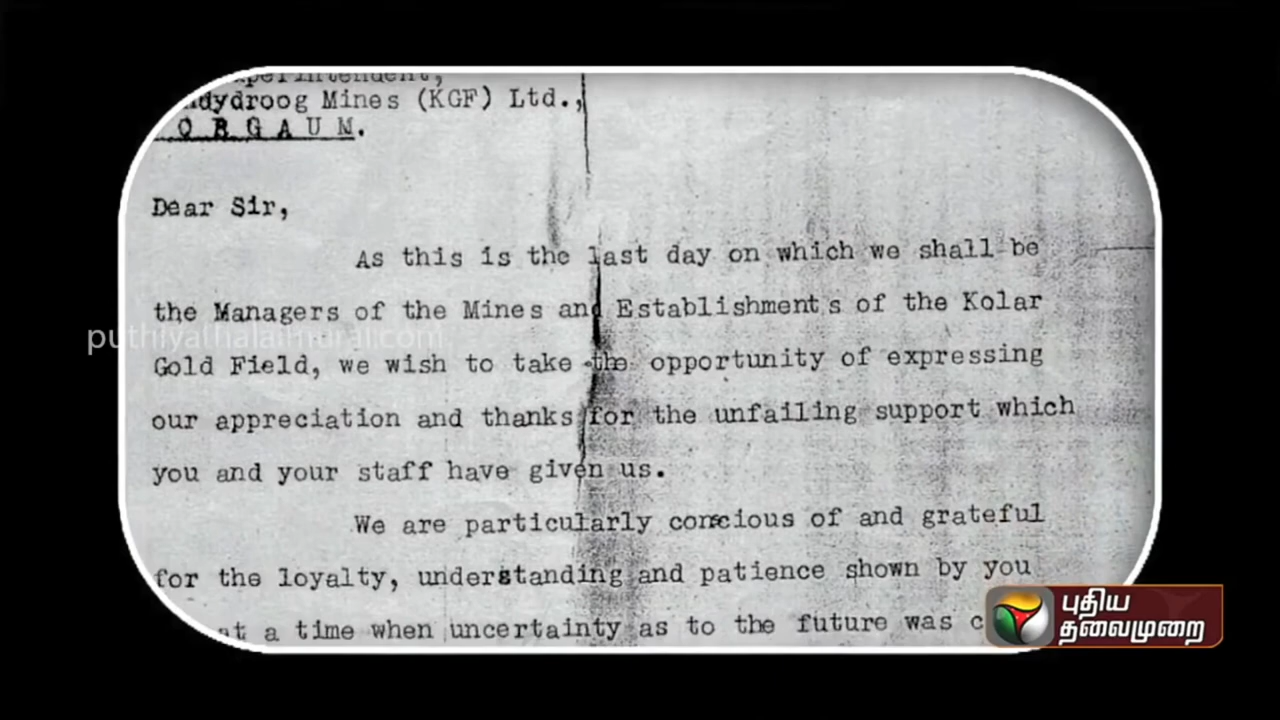 Mines (KGF) Ltd.,
O R G A U M.
Dear Sir,
As this is the last day on which we shall be
the Managers of the Mines and Establishments of the Kolar
Gold Field, we wish to take the opportunity of expressing
our appreciation and thanks for the unfailing support which
you and your staff have given us.
We are particularly conscious of and grateful
for the loyalty, understanding and patience shown by you
at a time when uncertainty as to the future was
puthiyathalaimurai.com
புதிய
தலைமுறை